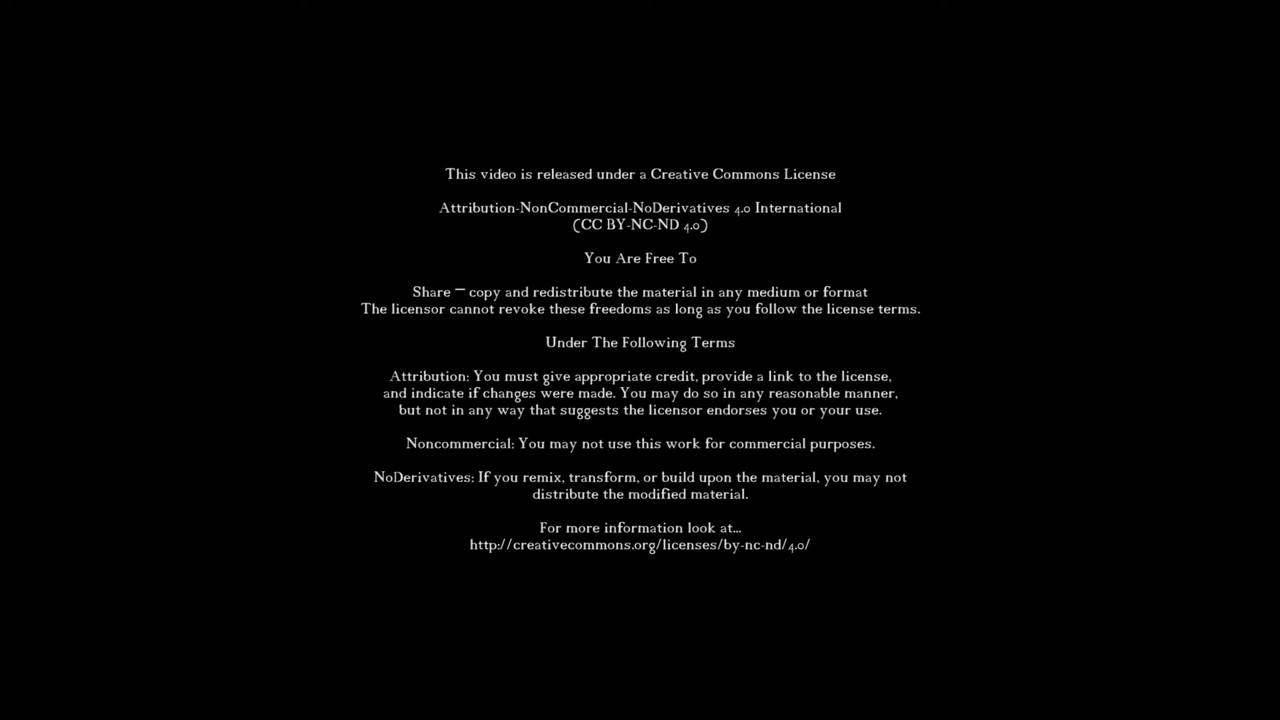 This video is released under a Creative Commons License
Attribution-NonCommercial-NoDerivatives 4.0 International
(CC BY-NC-ND 4.0)
You Are Free To
Share — copy and redistribute the material in any medium or format
The licensor cannot revoke these freedoms as long as you follow the license terms.
Under The Following Terms
Attribution: You must give appropriate credit, provide a link to the license,
and indicate if changes were made. You may do so in any reasonable manner,
but not in any way that suggests the licensor endorses you or your use.
Noncommercial: You may not use this work for commercial purposes.
NoDerivatives: If you remix, transform, or build upon the material, you may not
distribute the modified material.
For more information look at...
http://creativecommons.org/licenses/by-nc-nd/4.0/